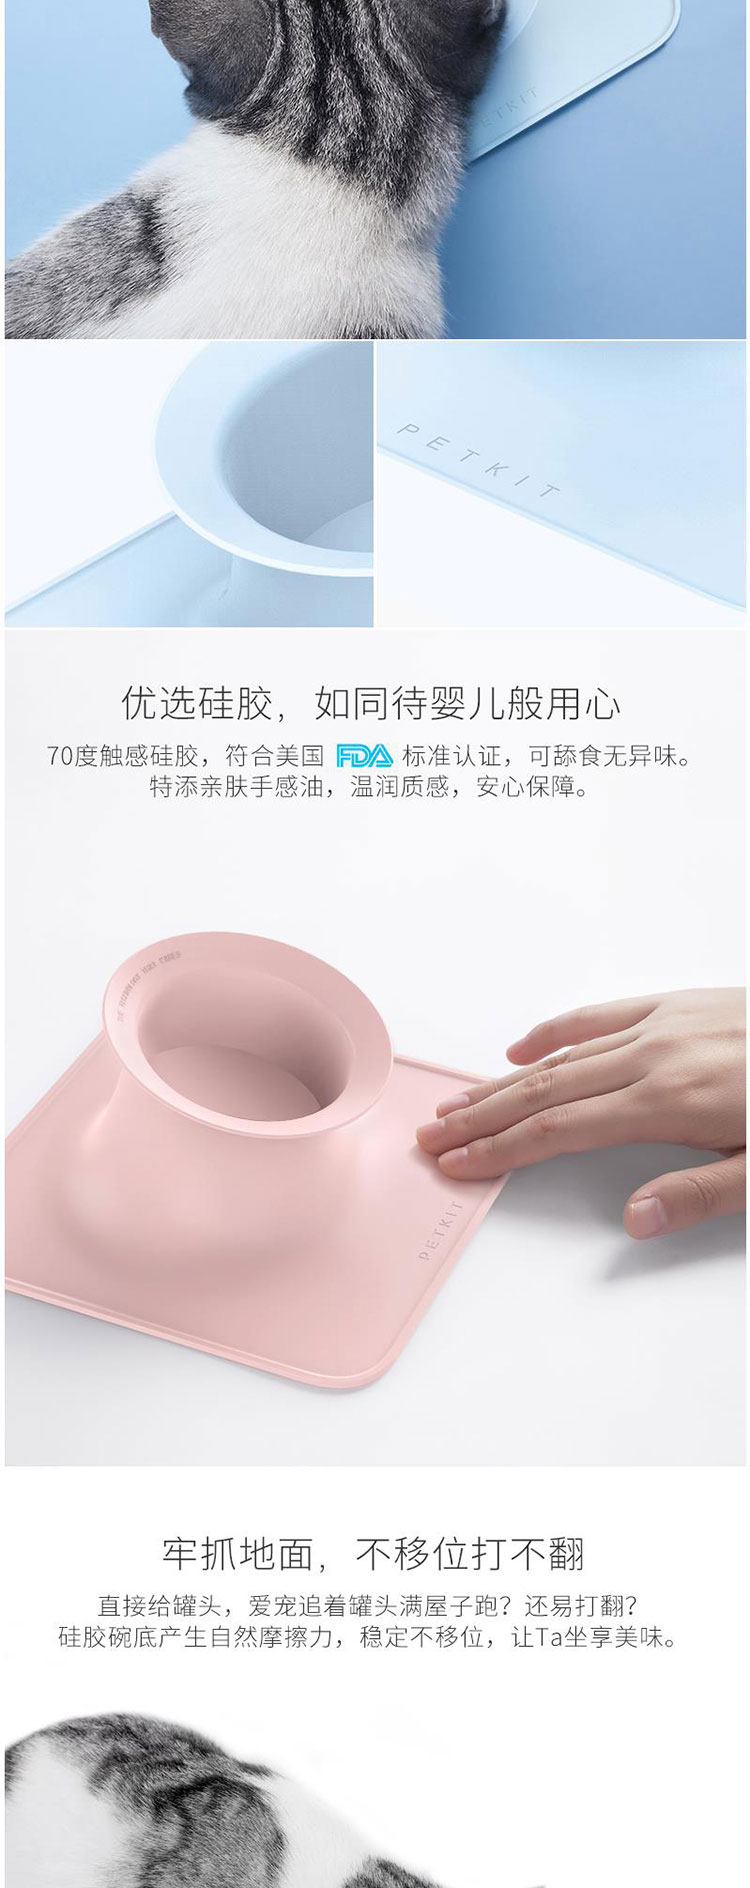 PETKIT
PETKIT
优选硅胶，如同待婴儿般用心
70度触感硅胶，符合美国 FDA 标准认证，可舔食无异味。
特添亲肤手感油，温润质感，安心保障。
PETKIT
牢抓地面，不移位打不翻
直接给罐头，爱宠追着罐头满屋子跑？还易打翻？
硅胶碗底产生自然摩擦力，稳定不移位，让Ta坐享美味。